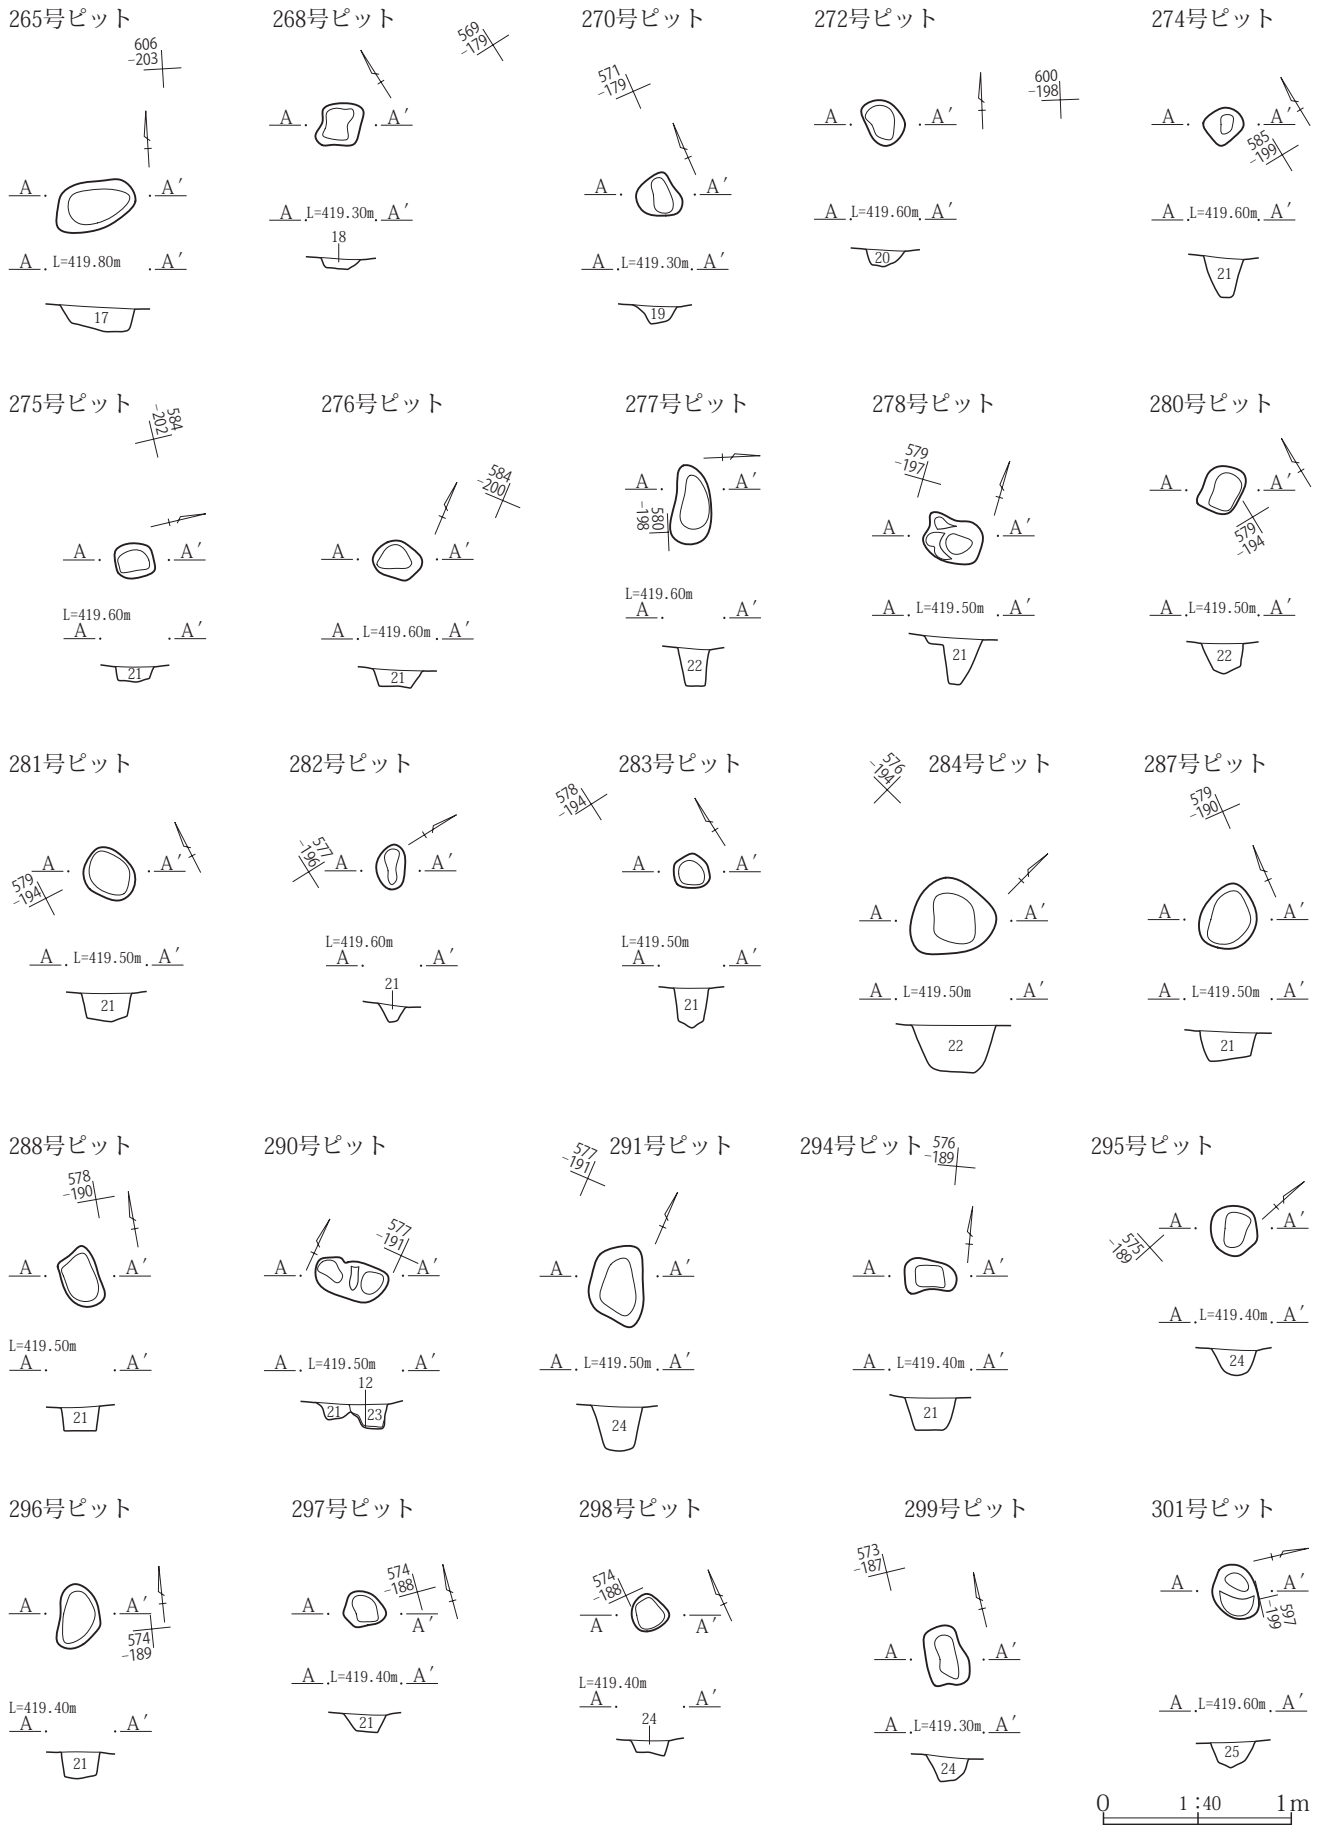 265号ピット
606
-203
A . . A′
A . L=419.80m . A′
17
268号ピット
569
-179
A . . A′
A . L=419.30m . A′
18
270号ピット
571
-179
A . . A′
A . L=419.30m . A′
19
272号ピット
600
-198
A . . A′
A . L=419.60m . A′
20
274号ピット
585
-199
A . . A′
A . L=419.60m . A′
21
275号ピット
584
-202
A . . A′
L=419.60m
A . . A′
21
276号ピット
584
-200
A . . A′
A . L=419.60m . A′
21
277号ピット
A . . A′
580
-198
L=419.60m
A . . A′
22
278号ピット
579
-197
A . . A′
A . L=419.50m . A′
21
280号ピット
A . . A′
579
-194
A . L=419.50m . A′
22
281号ピット
A . . A′
579
-194
A . L=419.50m . A′
21
282号ピット
577
-196
A . . A′
L=419.60m
A . . A′
21
283号ピット
578
-194
A . . A′
L=419.50m
A . . A′
21
284号ピット
576
-194
A . . A′
A . L=419.50m . A′
22
287号ピット
579
-190
A . . A′
A . L=419.50m . A′
21
288号ピット
578
-190
A . . A′
L=419.50m
A . . A′
21
290号ピット
577
-191
A . . A′
A . L=419.50m . A′
12
21 23
291号ピット
577
-191
A . . A′
A . L=419.50m . A′
24
294号ピット
576
-189
A . . A′
A . L=419.40m . A′
21
295号ピット
A . . A′
575
-189
A . L=419.40m . A′
24
296号ピット
A . . A′
574
-189
L=419.40m
A . . A′
21
297号ピット
574
-188
A . . A′
A . L=419.40m . A′
21
298号ピット
574
-188
A . . A′
L=419.40m
A . . A′
24
299号ピット
573
-187
A . . A′
A . L=419.30m . A′
24
301号ピット
A . . A′
597
-199
A . L=419.60m . A′
25
0 1:40 1m